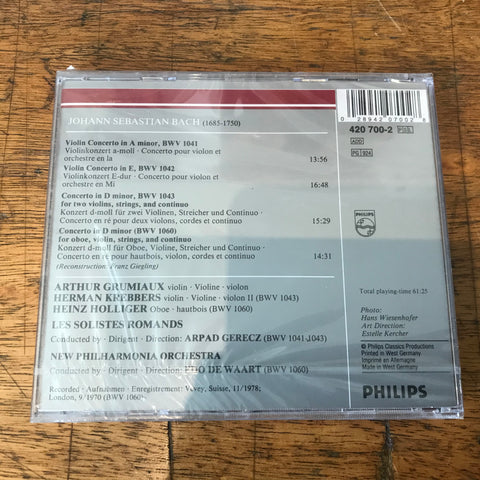 JOHANN SEBASTIAN BACH (1685-1750)
Violin Concerto in A minor, BWV 1041
Violinkonzert a-moll · Concerto pour violon et
orchestre en la 13:56
Violin Concerto in E, BWV 1042
Violinkonzert E-dur · Concerto pour violon et
orchestre en Mi 16:48
Concerto in D minor, BWV 1043
for two violins, strings, and continuo
Konzert d-moll für zwei Violinen, Streicher und Continuo ·
Concerto en ré pour deux violons, cordes et continuo 15:29
Concerto in D minor (BWV 1060)
for oboe, violin, strings, and continuo
Konzert d-moll für Oboe, Violine, Streicher und Continuo ·
Concerto en ré pour hautbois, violon, cordes et continuo 14:31
(Reconstruction: Franz Giegling)
ARTHUR GRUMIAUX violin · Violine · violon
HERMAN KREBBERS violin · Violine · violon II (BWV 1043)
HEINZ HOLLIGER Oboe · hautbois (BWV 1060)
LES SOLISTES ROMANDS
Conducted by · Dirigent · Direction: ARPAD GERECZ (BWV 1041-1043)
NEW PHILHARMONIA ORCHESTRA
Conducted by · Dirigent · Direction: EDO DE WAART (BWV 1060)
Recorded · Aufnahmen · Enregistrement: Vevey, Suisse, 11/1978;
London, 9/1970 (BWV 1060)
0 28942 07002 8
420 700-2
ADD
PG 924
PHILIPS
Total playing-time 61:25
Photo:
Hans Wiesenhofer
Art Direction:
Estelle Kercher
Ⓟ Philips Classics Productions
Printed in West Germany
Imprimé en Allemagne
Made in West Germany
PHILIPS